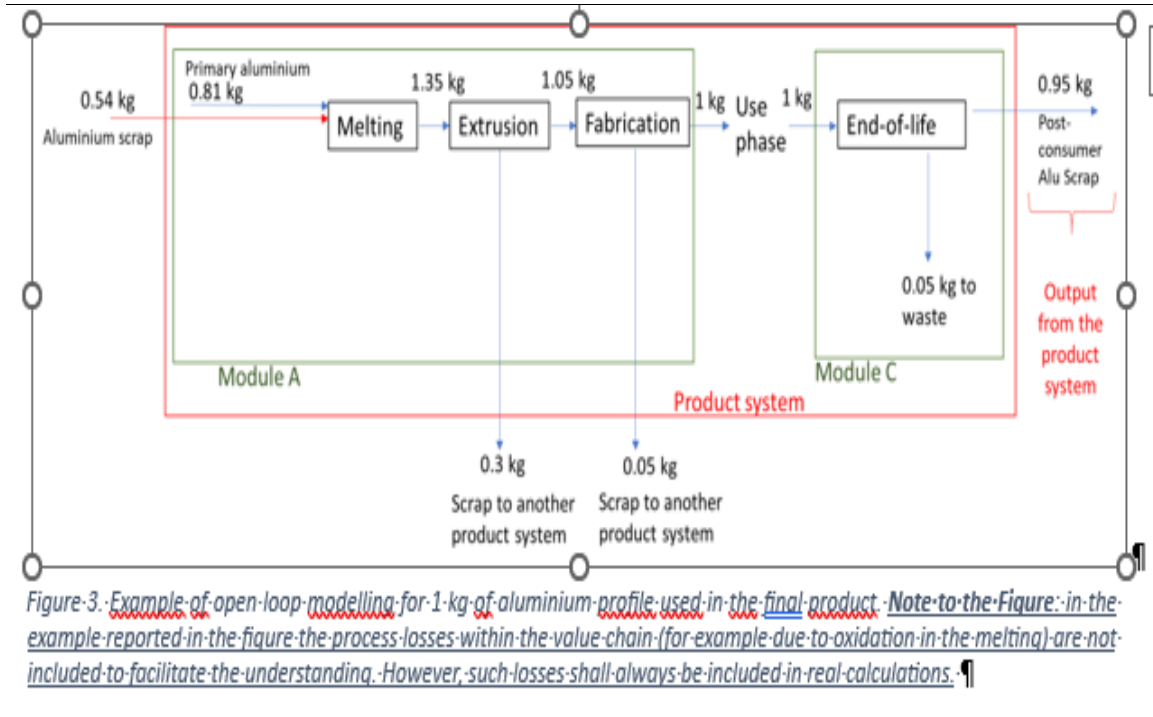 Primary aluminium
0.81 kg
0.54 kg
Aluminium scrap
Melting
1.35 kg
Extrusion
1.05 kg
Fabrication
1 kg
Use
phase
1 kg
End-of-life
0.95 kg
Post-
consumer
Alu Scrap
0.05 kg to
waste
Output
from the
product
system
Module A
Module C
Product system
0.3 kg
Scrap to another
product system
0.05 kg
Scrap to another
product system
Figure·3.·Example·of·open·loop·modelling·for·1·kg·of·aluminium·profile·used·in·the·final·product.·Note·to·the·Figure:·in·the·
example·reported·in·the·figure·the·process·losses·within·the·value·chain·(for·example·due·to·oxidation·in·the·melting)·are·not·
included·to·facilitate·the·understanding.·However,·such·losses·shall·always·be·included·in·real·calculations.·¶